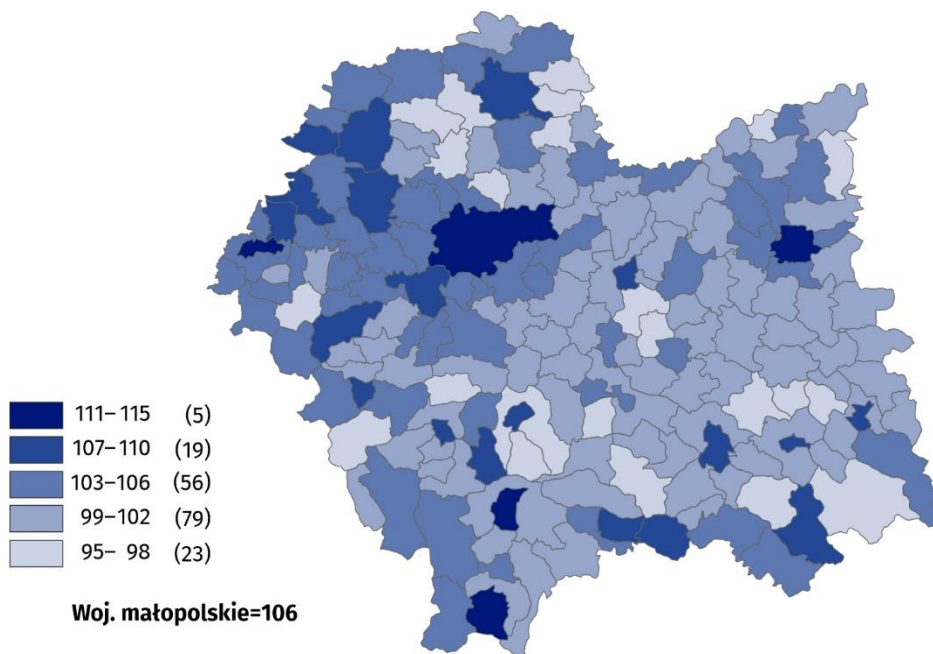 111–115 (5)
107–110 (19)
103–106 (56)
99–102 (79)
95– 98 (23)
Woj. małopolskie=106